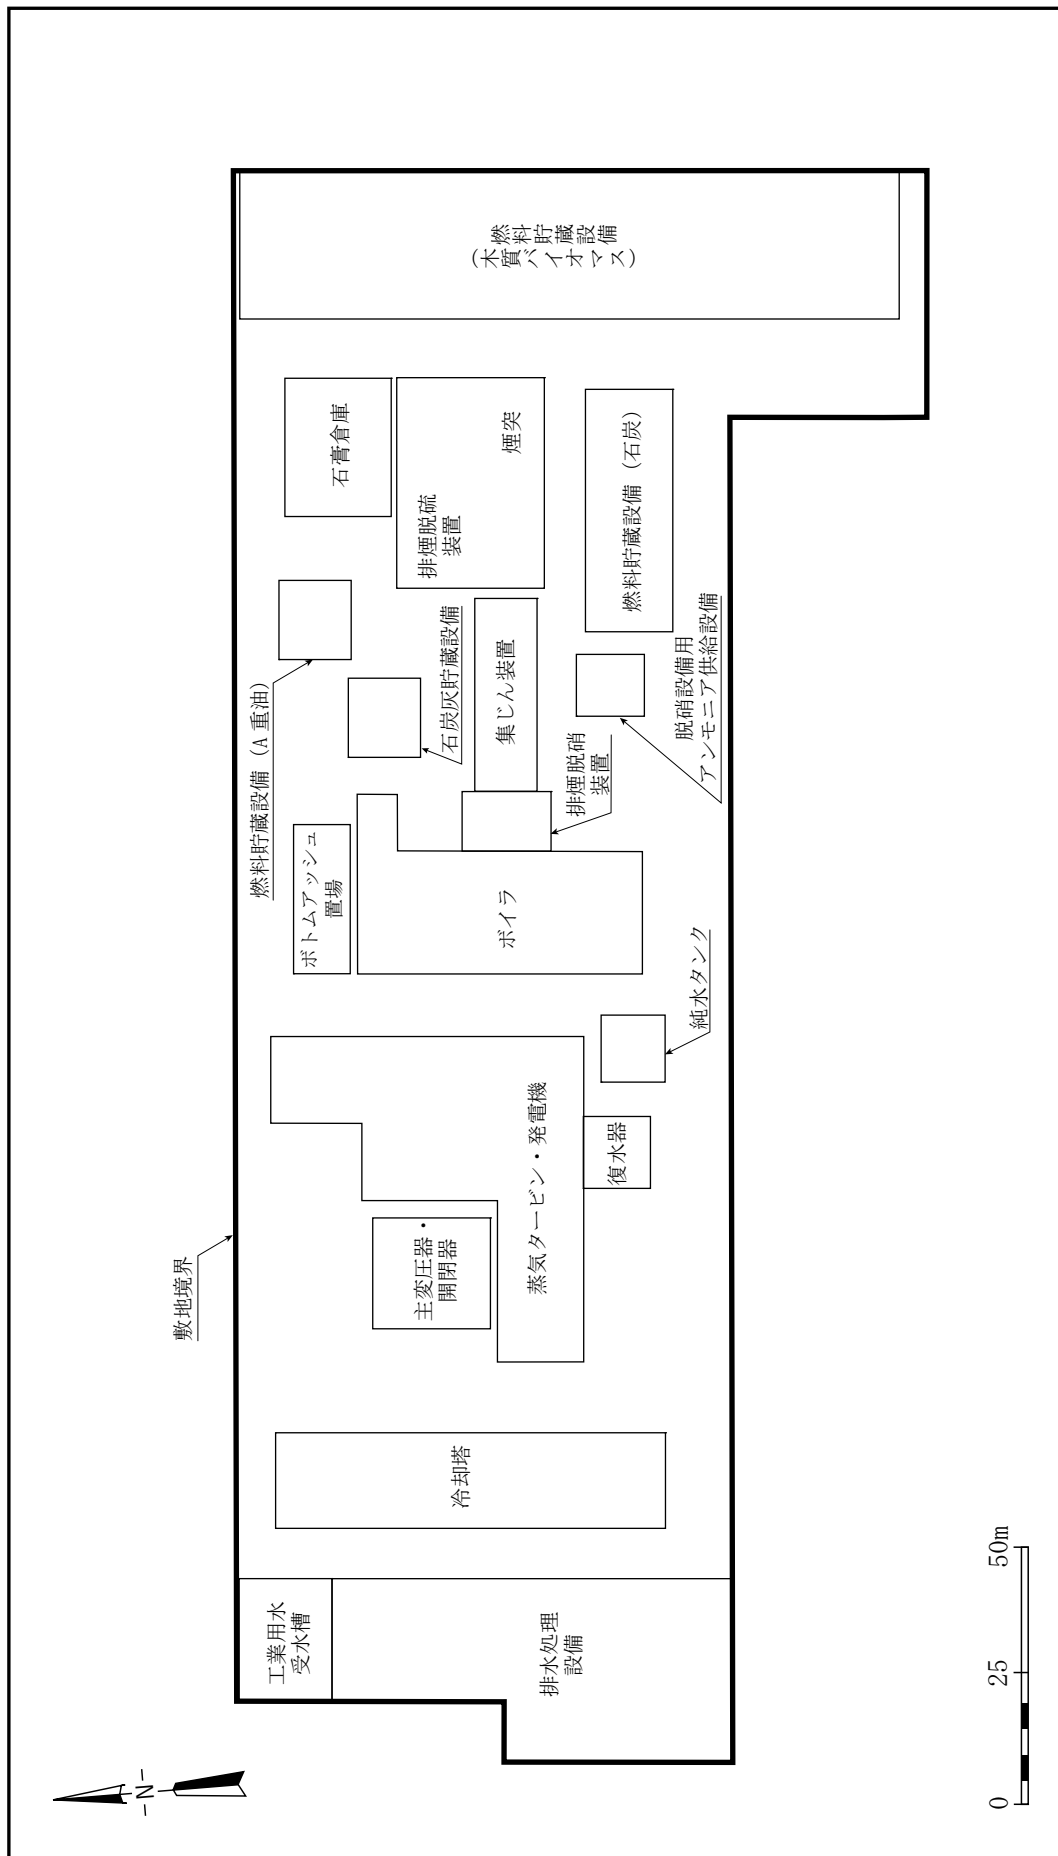 敷地境界
工業用水
受水槽
排水処理
設備
冷却塔
主変圧器・
開閉器
蒸気タービン・発電機
復水器
純水タンク
ボトムアッシュ
置場
ボイラ
燃料貯蔵設備（A 重油）
石炭灰貯蔵設備
排煙脱硝
装置
集じん装置
脱硝設備用
アンモニア供給設備
石膏倉庫
排煙脱硫
装置
煙突
燃料貯蔵設備（石炭）
燃料貯蔵設備
(木質バイオマス)
-N-
0 25 50m